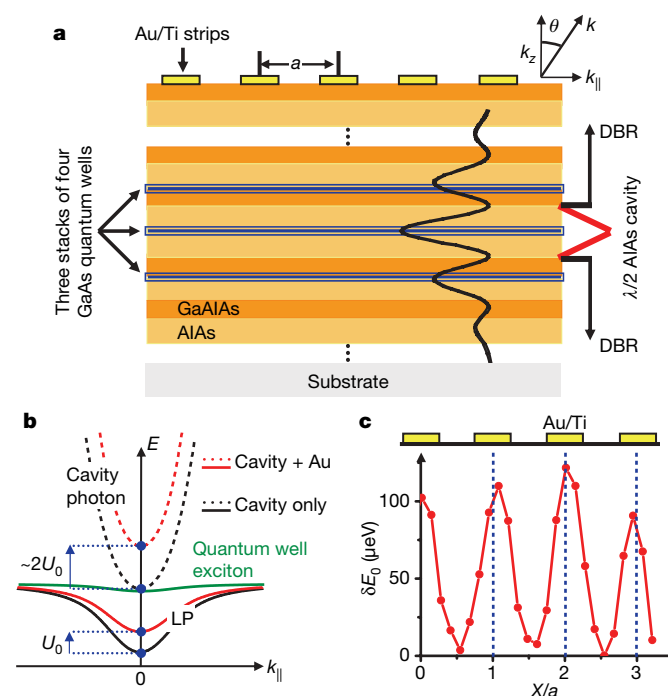 a
Au/Ti strips
a
θ
k
k_z
k_∥
DBR
Three stacks of four
GaAs quantum wells
λ/2 AlAs cavity
GaAlAs
AlAs
DBR
Substrate
b
E
Cavity
photon
Cavity + Au
Cavity only
~2U_0
Quantum well
exciton
LP
U_0
0
k_∥
c
Au/Ti
δE_0 (μeV)
100
50
0
0
1
2
3
X/a